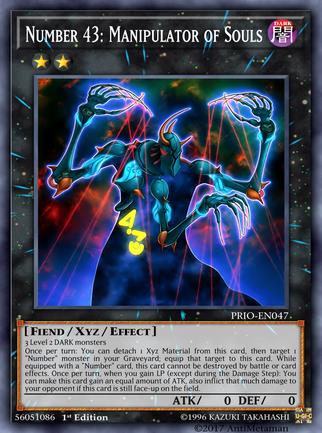 Number 43: Manipulator of Souls
DARK
闇
43
PRIO-EN047
[Fiend / Xyz / Effect]
3 Level 2 DARK monsters
Once per turn: You can detach 1 Xyz Material from this card, then target 1
"Number" monster in your Graveyard; equip that target to this card. While
equipped with a "Number" card, this card cannot be destroyed by battle or card
effects. Once per turn, when you gain LP (except during the Damage Step): You can
make this card gain an equal amount of ATK, also inflict that much damage to
your opponent if this card is still face-up on the field.
ATK/ 0 DEF/ 0
56051086 1st Edition ©1996 KAZUKI TAKAHASHI
©2017 AntiMetaman